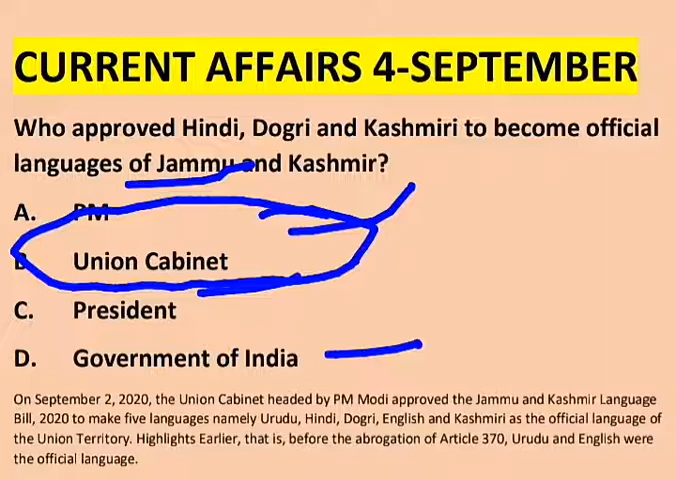 CURRENT AFFAIRS 4-SEPTEMBER
Who approved Hindi, Dogri and Kashmiri to become official
languages of Jammu and Kashmir?
A. PM
B. Union Cabinet
C. President
D. Government of India
On September 2, 2020, the Union Cabinet headed by PM Modi approved the Jammu and Kashmir Language
Bill, 2020 to make five languages namely Urudu, Hindi, Dogri, English and Kashmiri as the official language of
the Union Territory. Highlights Earlier, that is, before the abrogation of Article 370, Urudu and English were
the official language.